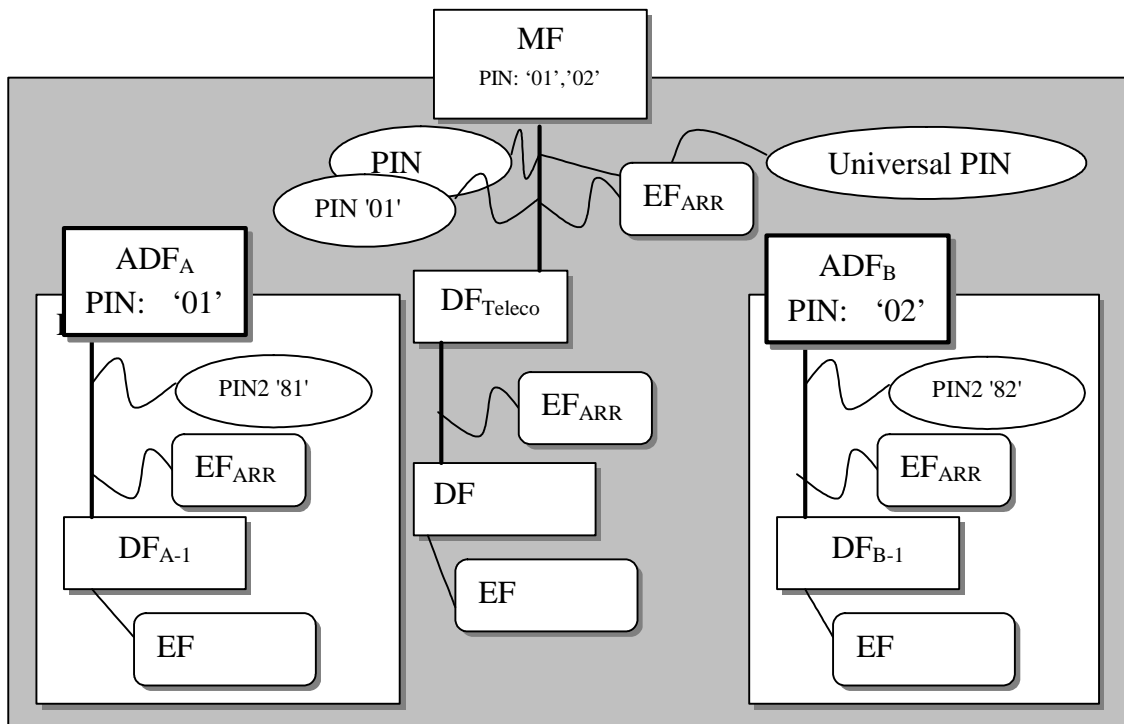 MF
PIN: ‘01’,’02’
PIN
Universal PIN
PIN '01'
EFARR
ADFA
PIN: ‘01’
DFTeleco
ADFB
PIN: ‘02’
PIN2 '81'
EFARR
PIN2 '82'
EFARR
DF
EFARR
DFA-1
DFB-1
EF
EF
EF